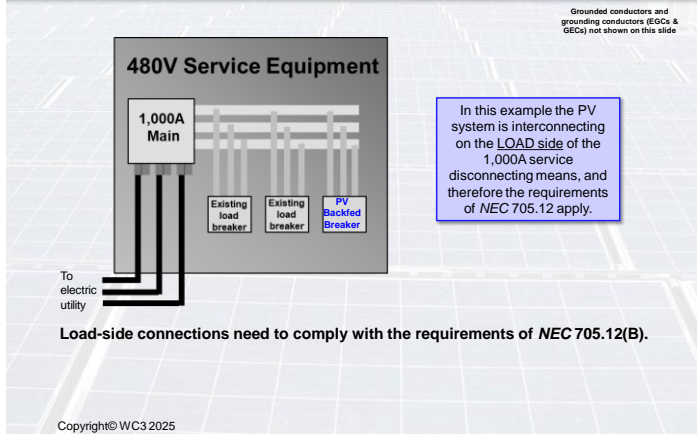 Grounded conductors and
grounding conductors (EGCs &
GECs) not shown on this slide
480V Service Equipment
1,000A
Main
Existing
load
breaker
Existing
load
breaker
PV
Backfed
Breaker
In this example the PV
system is interconnecting
on the LOAD side of the
1,000A service
disconnecting means, and
therefore the requirements
of NEC 705.12 apply.
To
electric
utility
Load-side connections need to comply with the requirements of NEC 705.12(B).
Copyright© WC3 2025